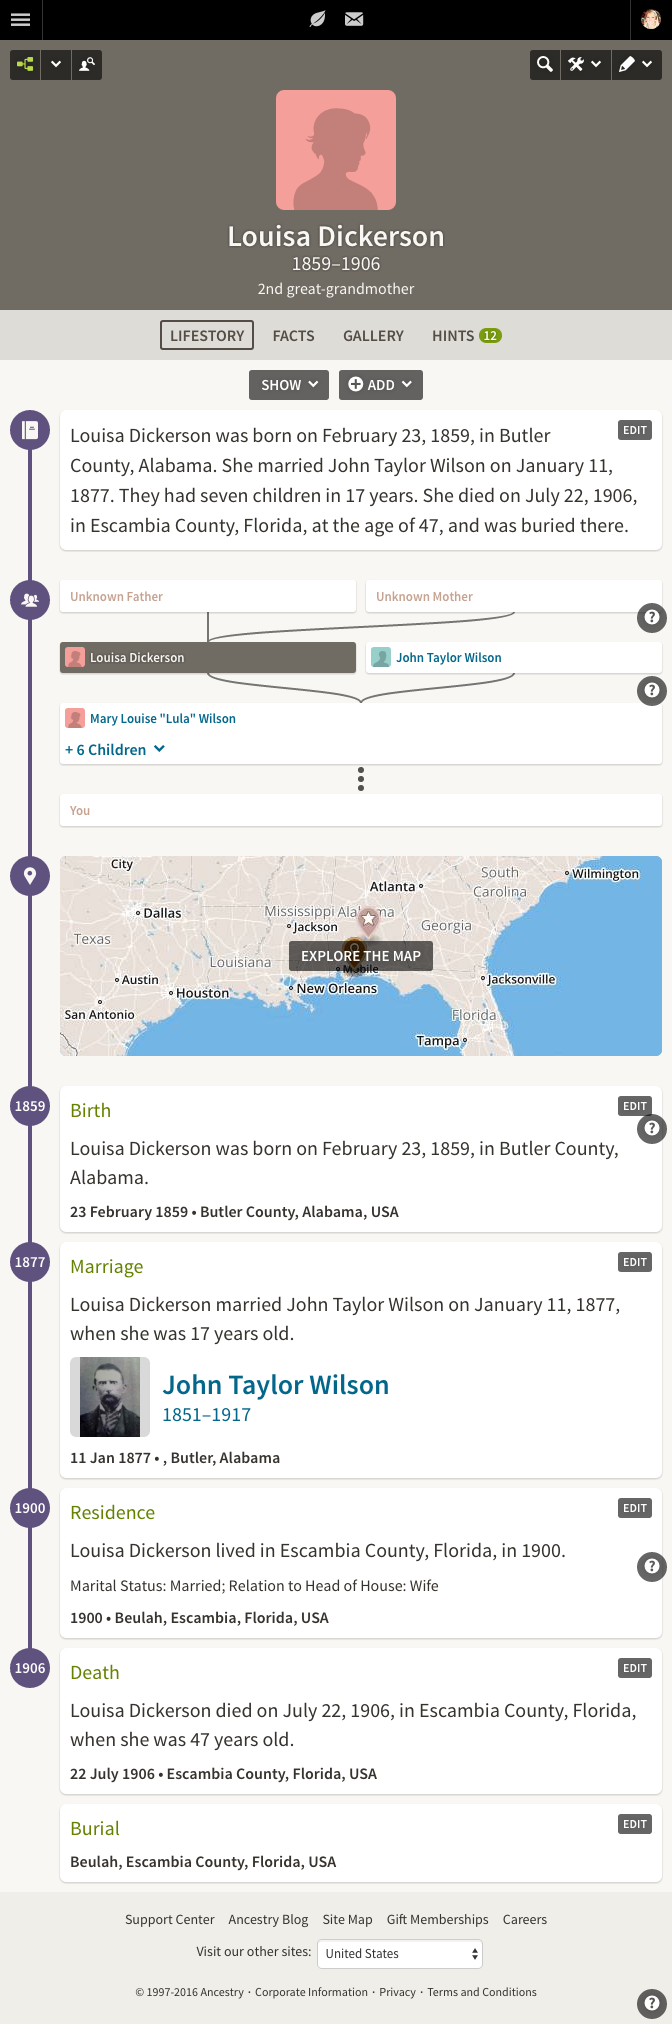 Louisa Dickerson
1859–1906
2nd great-grandmother
LIFESTORY FACTS GALLERY HINTS 12
SHOW ADD
Louisa Dickerson was born on February 23, 1859, in Butler
County, Alabama. She married John Taylor Wilson on January 11,
1877. They had seven children in 17 years. She died on July 22, 1906,
in Escambia County, Florida, at the age of 47, and was buried there.
EDIT
Unknown Father Unknown Mother
?
Louisa Dickerson John Taylor Wilson
?
Mary Louise "Lula" Wilson
+ 6 Children
You
City
South
Carolina
Wilmington
Atlanta
Dallas
Mississippi Alabama
Jackson
Georgia
Texas
Louisiana
EXPLORE THE MAP
Mobile
Austin
Houston
New Orleans
Jacksonville
San Antonio
Florida
Tampa
1859
Birth EDIT
?
Louisa Dickerson was born on February 23, 1859, in Butler County,
Alabama.
23 February 1859 • Butler County, Alabama, USA
1877
Marriage EDIT
Louisa Dickerson married John Taylor Wilson on January 11, 1877,
when she was 17 years old.
John Taylor Wilson
1851–1917
11 Jan 1877 • , Butler, Alabama
1900
Residence EDIT
Louisa Dickerson lived in Escambia County, Florida, in 1900.
?
Marital Status: Married; Relation to Head of House: Wife
1900 • Beulah, Escambia, Florida, USA
1906
Death EDIT
Louisa Dickerson died on July 22, 1906, in Escambia County, Florida,
when she was 47 years old.
22 July 1906 • Escambia County, Florida, USA
Burial EDIT
Beulah, Escambia County, Florida, USA
Support Center Ancestry Blog Site Map Gift Memberships Careers
Visit our other sites: United States
© 1997-2016 Ancestry · Corporate Information · Privacy · Terms and Conditions
?